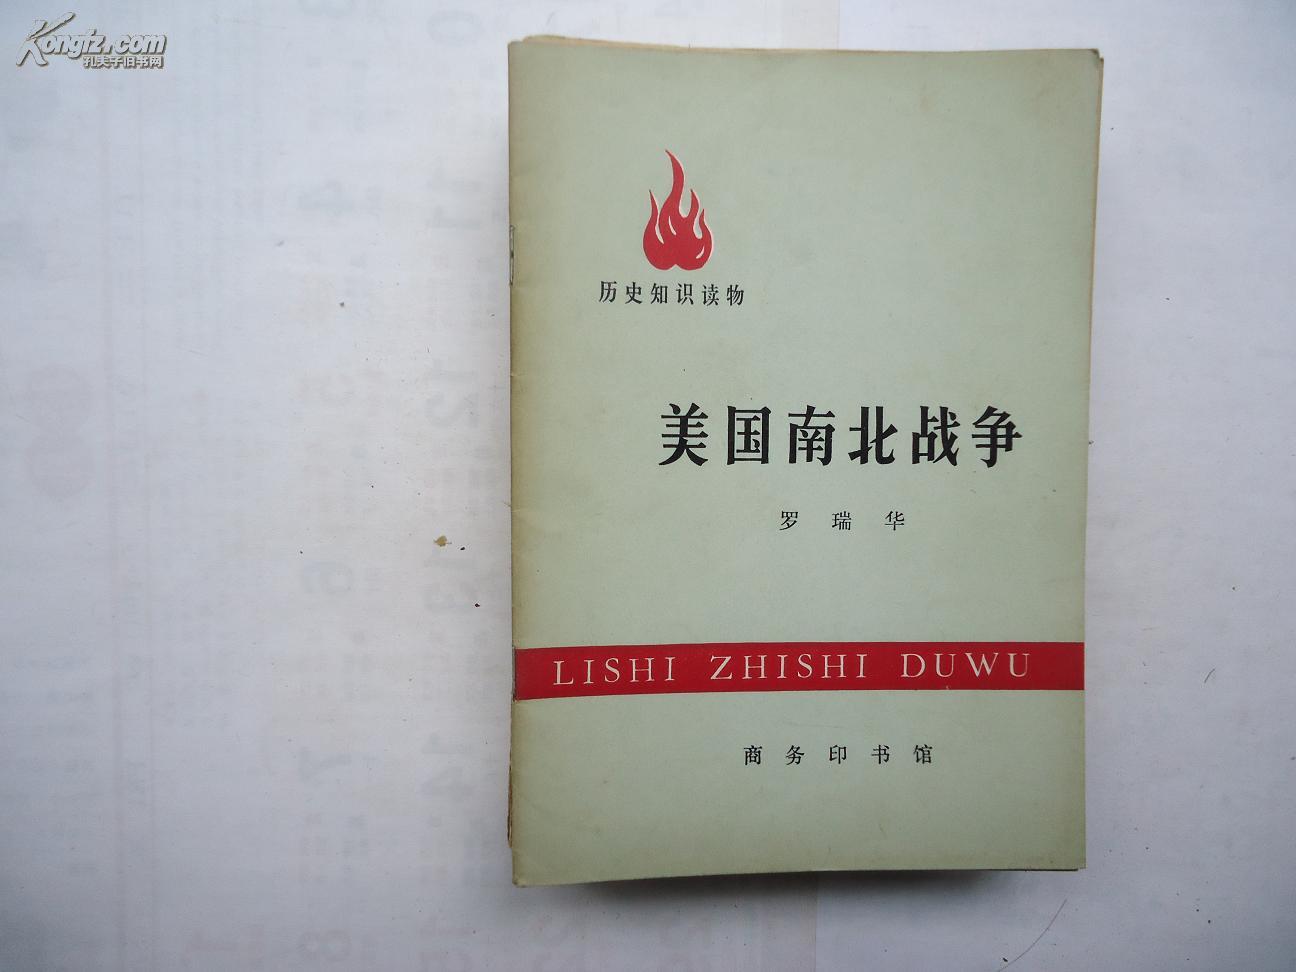 Kongfz.com
孔夫子旧书网
历史知识读物
美国南北战争
罗瑞华
LISHI ZHISHI DUWU
商务印书馆